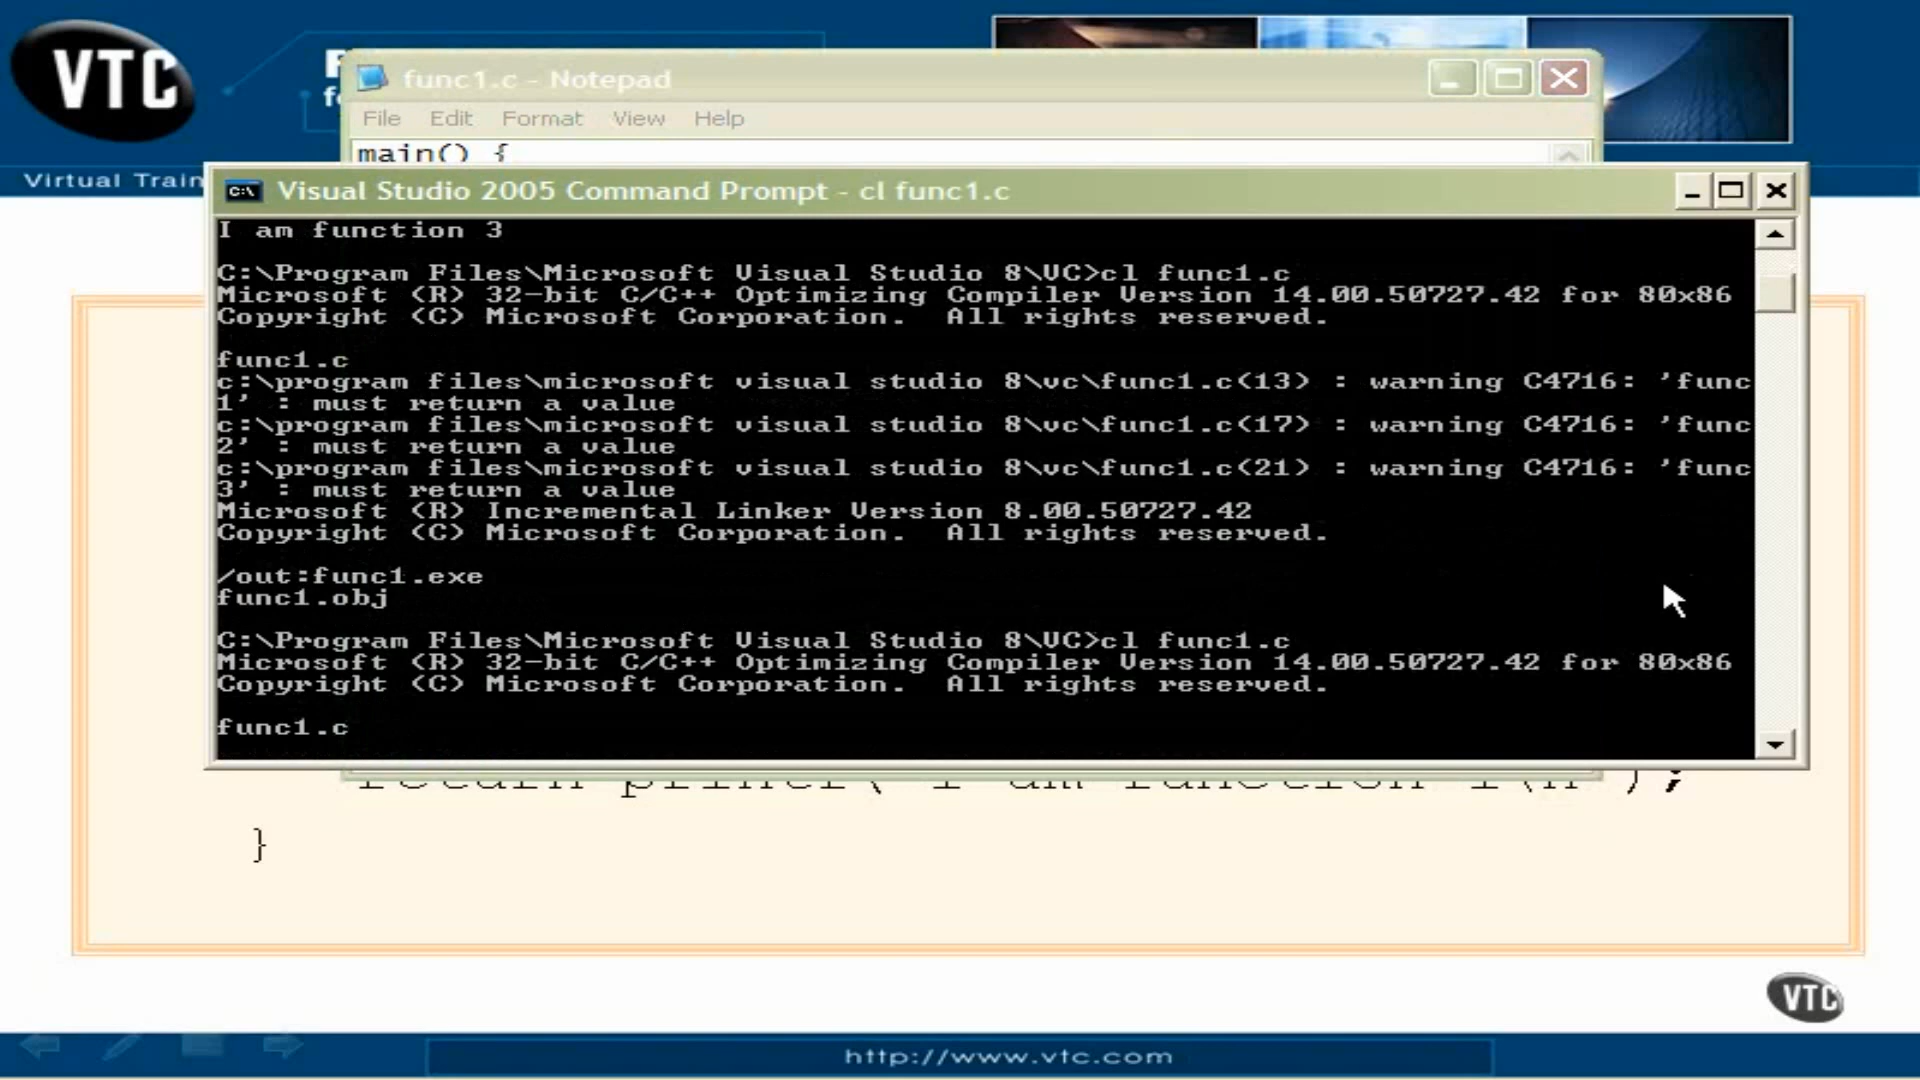 VTC
func1.c - Notepad
File Edit Format View Help
main() {
Virtual Train
Visual Studio 2005 Command Prompt - cl func1.c
I am function 3
C:\Program Files\Microsoft Visual Studio 8\VC>cl func1.c
Microsoft (R) 32-bit C/C++ Optimizing Compiler Version 14.00.50727.42 for 80x86
Copyright (C) Microsoft Corporation.  All rights reserved.
func1.c
c:\program files\microsoft visual studio 8\vc\func1.c(13) : warning C4716: 'func
1' : must return a value
c:\program files\microsoft visual studio 8\vc\func1.c(17) : warning C4716: 'func
2' : must return a value
c:\program files\microsoft visual studio 8\vc\func1.c(21) : warning C4716: 'func
3' : must return a value
Microsoft (R) Incremental Linker Version 8.00.50727.42
Copyright (C) Microsoft Corporation.  All rights reserved.
/out:func1.exe
func1.obj
C:\Program Files\Microsoft Visual Studio 8\VC>cl func1.c
Microsoft (R) 32-bit C/C++ Optimizing Compiler Version 14.00.50727.42 for 80x86
Copyright (C) Microsoft Corporation.  All rights reserved.
func1.c
return printf(" I am function 1\n");
}
VTC
http://www.vtc.com